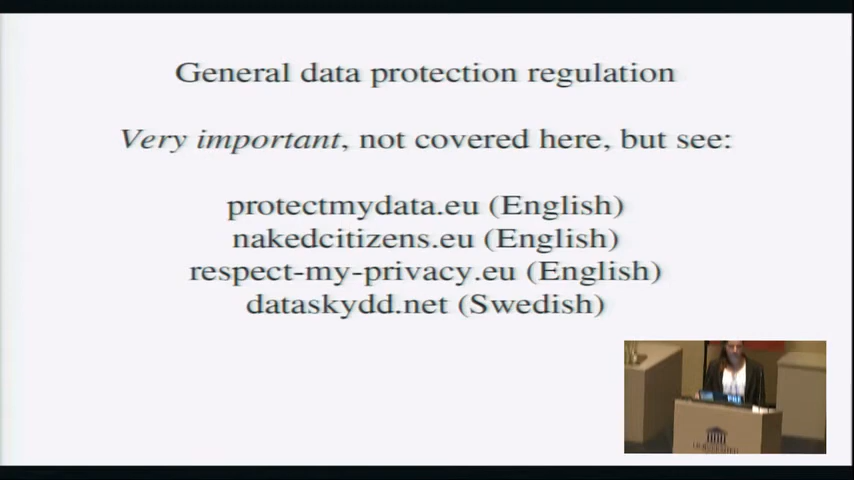 General data protection regulation
Very important, not covered here, but see:
protectmydata.eu (English)
nakedcitizens.eu (English)
respect-my-privacy.eu (English)
dataskydd.net (Swedish)